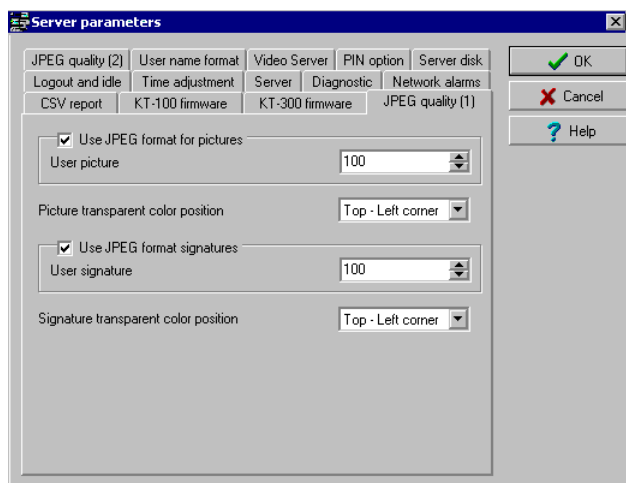 Server parameters
JPEG quality (2) User name format Video Server PIN option Server disk
Logout and idle Time adjustment Server Diagnostic Network alarms
CSV report KT-100 firmware KT-300 firmware JPEG quality (1)
Use JPEG format for pictures
User picture 100
Picture transparent color position Top - Left corner
Use JPEG format signatures
User signature 100
Signature transparent color position Top - Left corner
OK
Cancel
Help